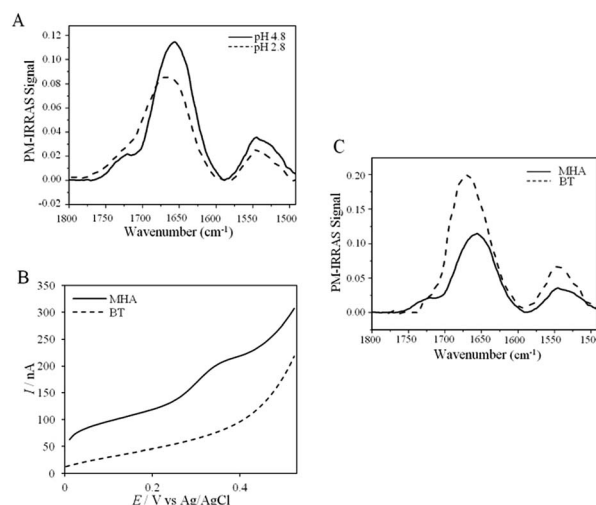 A
PM-IRRAS Signal
0.12
0.10
0.08
0.06
0.04
0.02
0.00
-0.02
pH 4.8
pH 2.8
1800 1750 1700 1650 1600 1550 1500
Wavenumber (cm-1)
B
I / nA
350
300
250
200
150
100
50
0
MHA
BT
0 0.2 0.4
E / V vs Ag/AgCl
C
PM-IRRAS Signal
0.20
0.15
0.10
0.05
0.00
MHA
BT
1800 1750 1700 1650 1600 1550 1500
Wavenumber (cm-1)